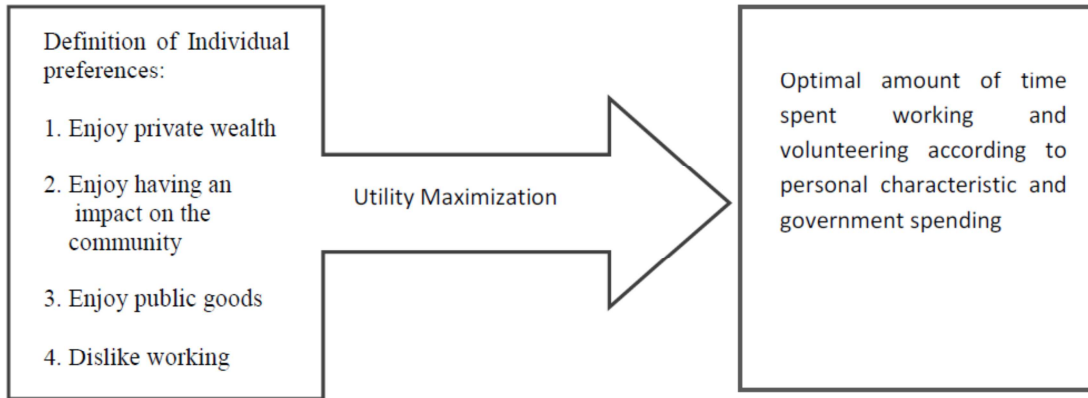 Definition of Individual
preferences:
1. Enjoy private wealth
2. Enjoy having an
impact on the
community
3. Enjoy public goods
4. Dislike working
Utility Maximization
Optimal amount of time
spent working and
volunteering according to
personal characteristic and
government spending